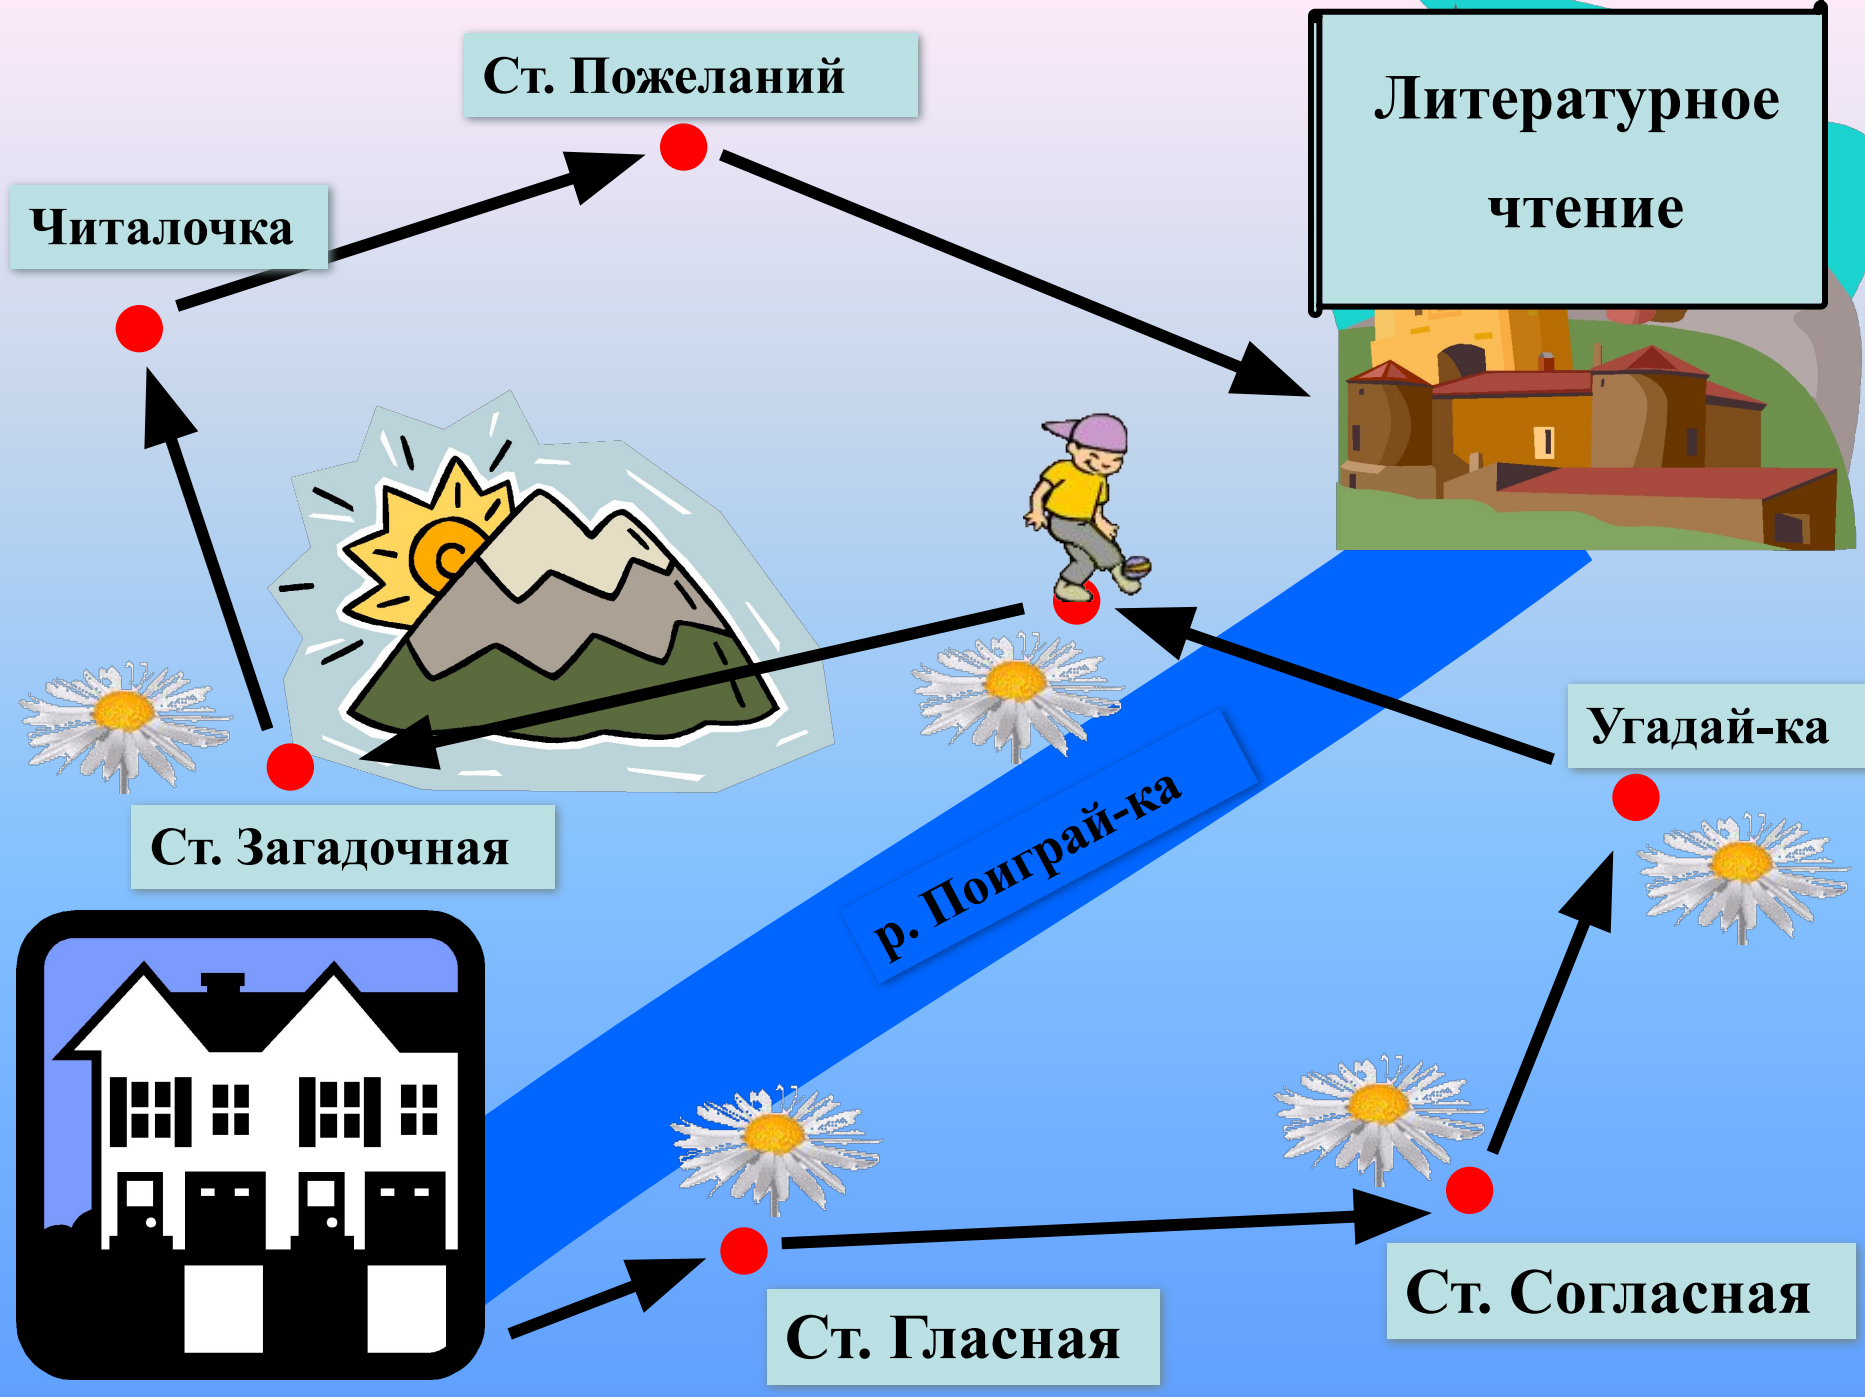 Ст. Пожеланий
Литературное
чтение
Читалочка
Угадай-ка
р. Поиграй-ка
Ст. Загадочная
Ст. Согласная
Ст. Гласная